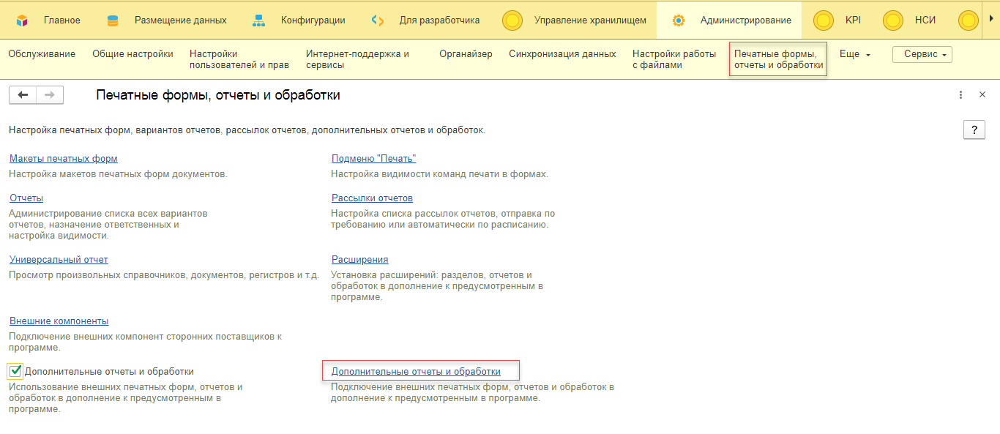 Главное Размещение данных Конфигурации Для разработчика Управление хранилищем Администрирование KPI НСИ
Обслуживание Общие настройки Настройки пользователей и прав Интернет-поддержка и сервисы Органайзер Синхронизация данных Настройки работы с файлами Печатные формы, отчеты и обработки Еще Сервис
Печатные формы, отчеты и обработки
Настройка печатных форм, вариантов отчетов, рассылок отчетов, дополнительных отчетов и обработок.
?
Макеты печатных форм
Настройка макетов печатных форм документов.
Подменю "Печать"
Настройка видимости команд печати в формах.
Отчеты
Администрирование списка всех вариантов
отчетов, назначение ответственных и
настройка видимости.
Рассылки отчетов
Настройка списка рассылок отчетов, отправка по
требованию или автоматически по расписанию.
Универсальный отчет
Просмотр произвольных справочников, документов, регистров и т.д.
Расширения
Установка расширений: разделов, отчетов и
обработок в дополнение к предусмотренным в
программе.
Внешние компоненты
Подключение внешних компонент сторонних поставщиков к
программе.
Дополнительные отчеты и обработки
Использование внешних печатных форм, отчетов и
обработок в дополнение к предусмотренным в
программе.
Дополнительные отчеты и обработки
Подключение внешних печатных форм, отчетов и обработок в
дополнение к предусмотренным в программе.